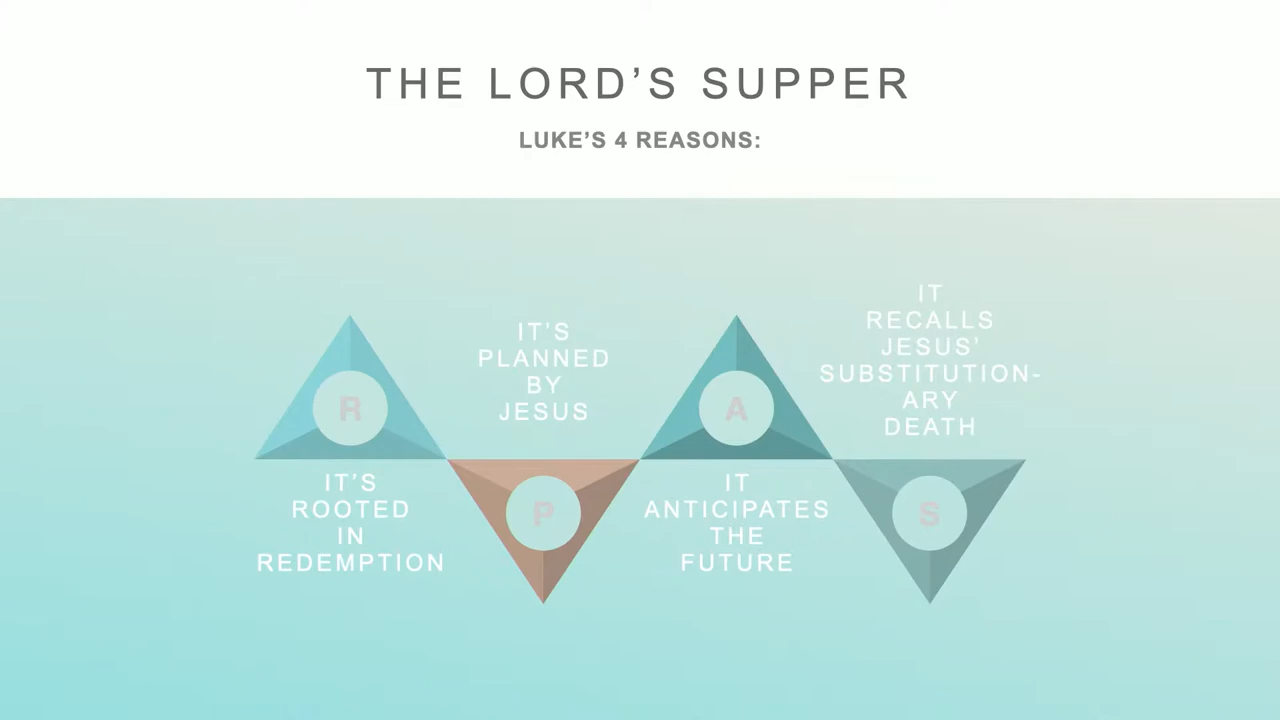 THE LORD’S SUPPER
LUKE’S 4 REASONS:
R
IT’S
ROOTED
IN
REDEMPTION
IT’S
PLANNED
BY
JESUS
P
A
IT
ANTICIPATES
THE
FUTURE
IT
RECALLS
JESUS’
SUBSTITUTION-
ARY
DEATH
S